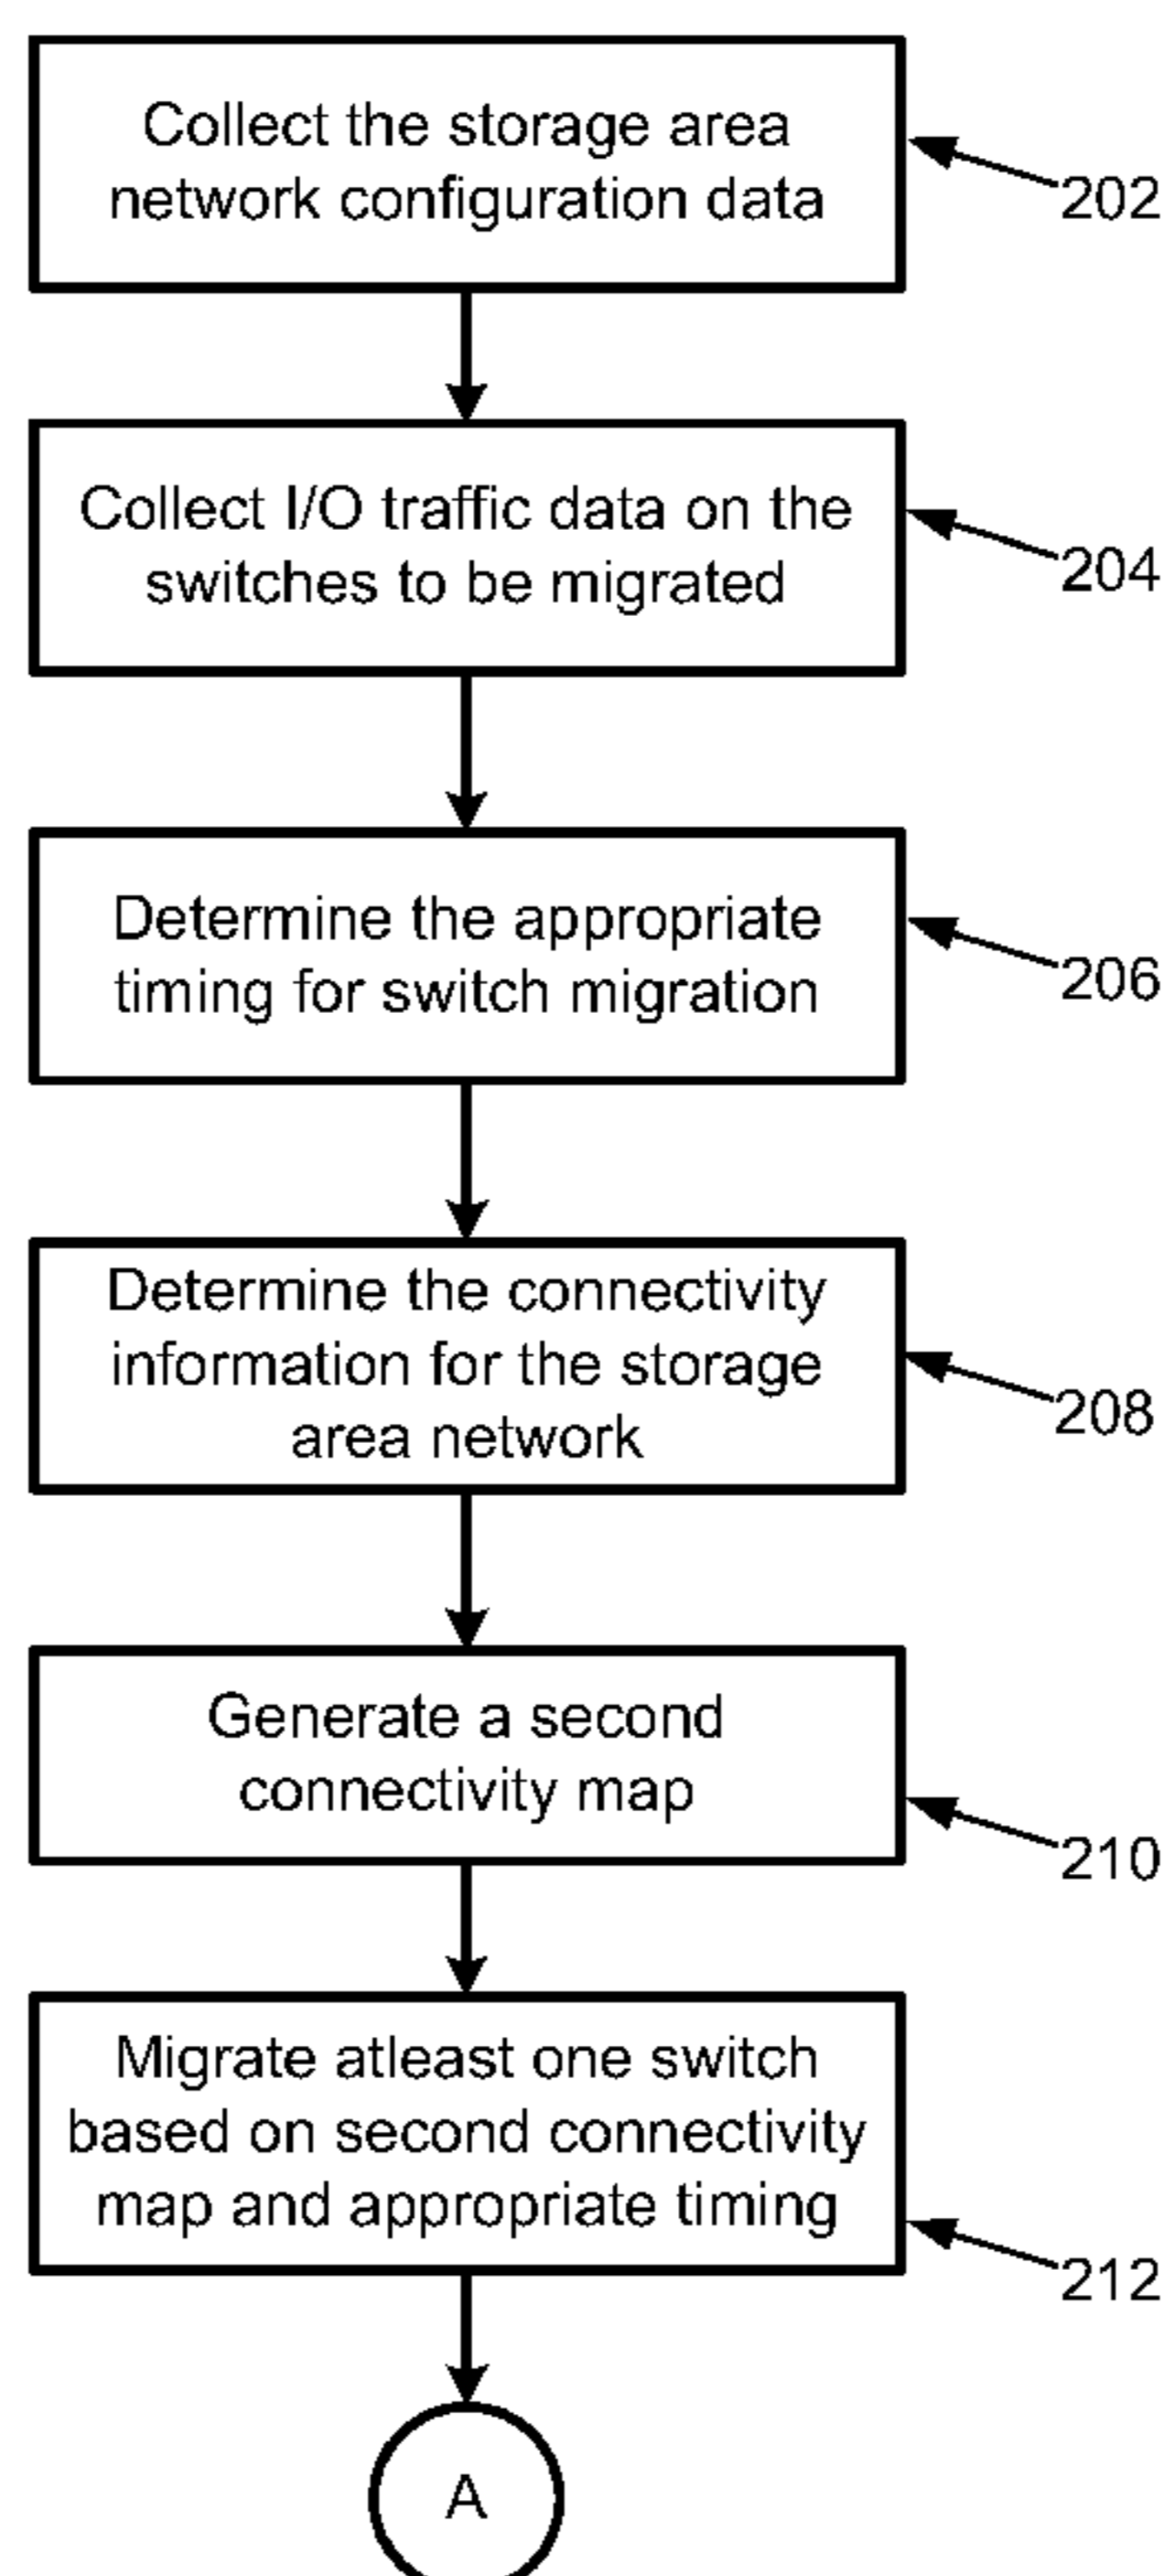 Collect the storage area
network configuration data
202
Collect I/O traffic data on the
switches to be migrated
204
Determine the appropriate
timing for switch migration
206
Determine the connectivity
information for the storage
area network
208
Generate a second
connectivity map
210
Migrate atleast one switch
based on second connectivity
map and appropriate timing
212
A